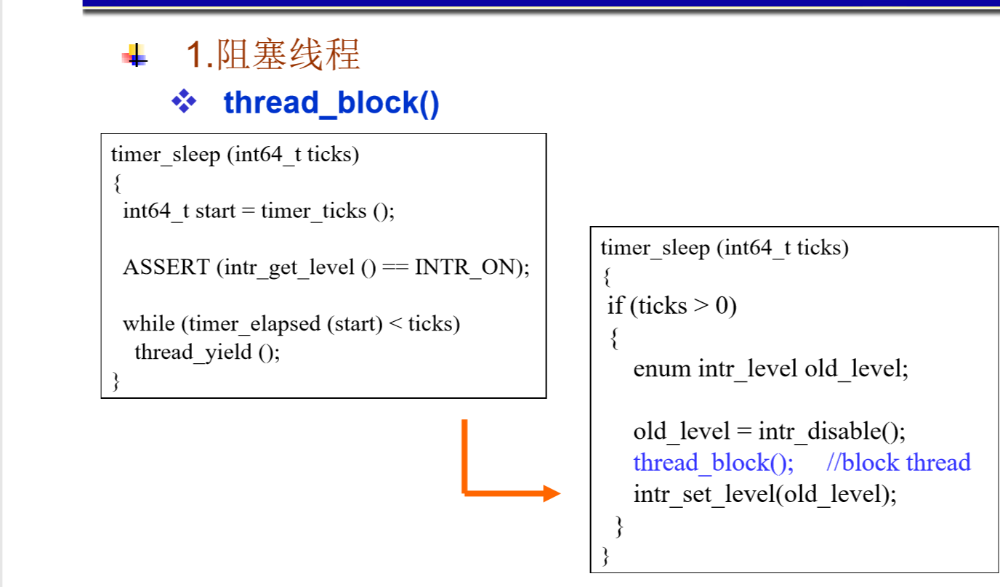 1.阻塞线程
thread_block()
timer_sleep (int64_t ticks)
{
int64_t start = timer_ticks ();
ASSERT (intr_get_level () == INTR_ON);
while (timer_elapsed (start) < ticks)
thread_yield ();
}
timer_sleep (int64_t ticks)
{
if (ticks > 0)
{
enum intr_level old_level;
old_level = intr_disable();
thread_block(); //block thread
intr_set_level(old_level);
}
}